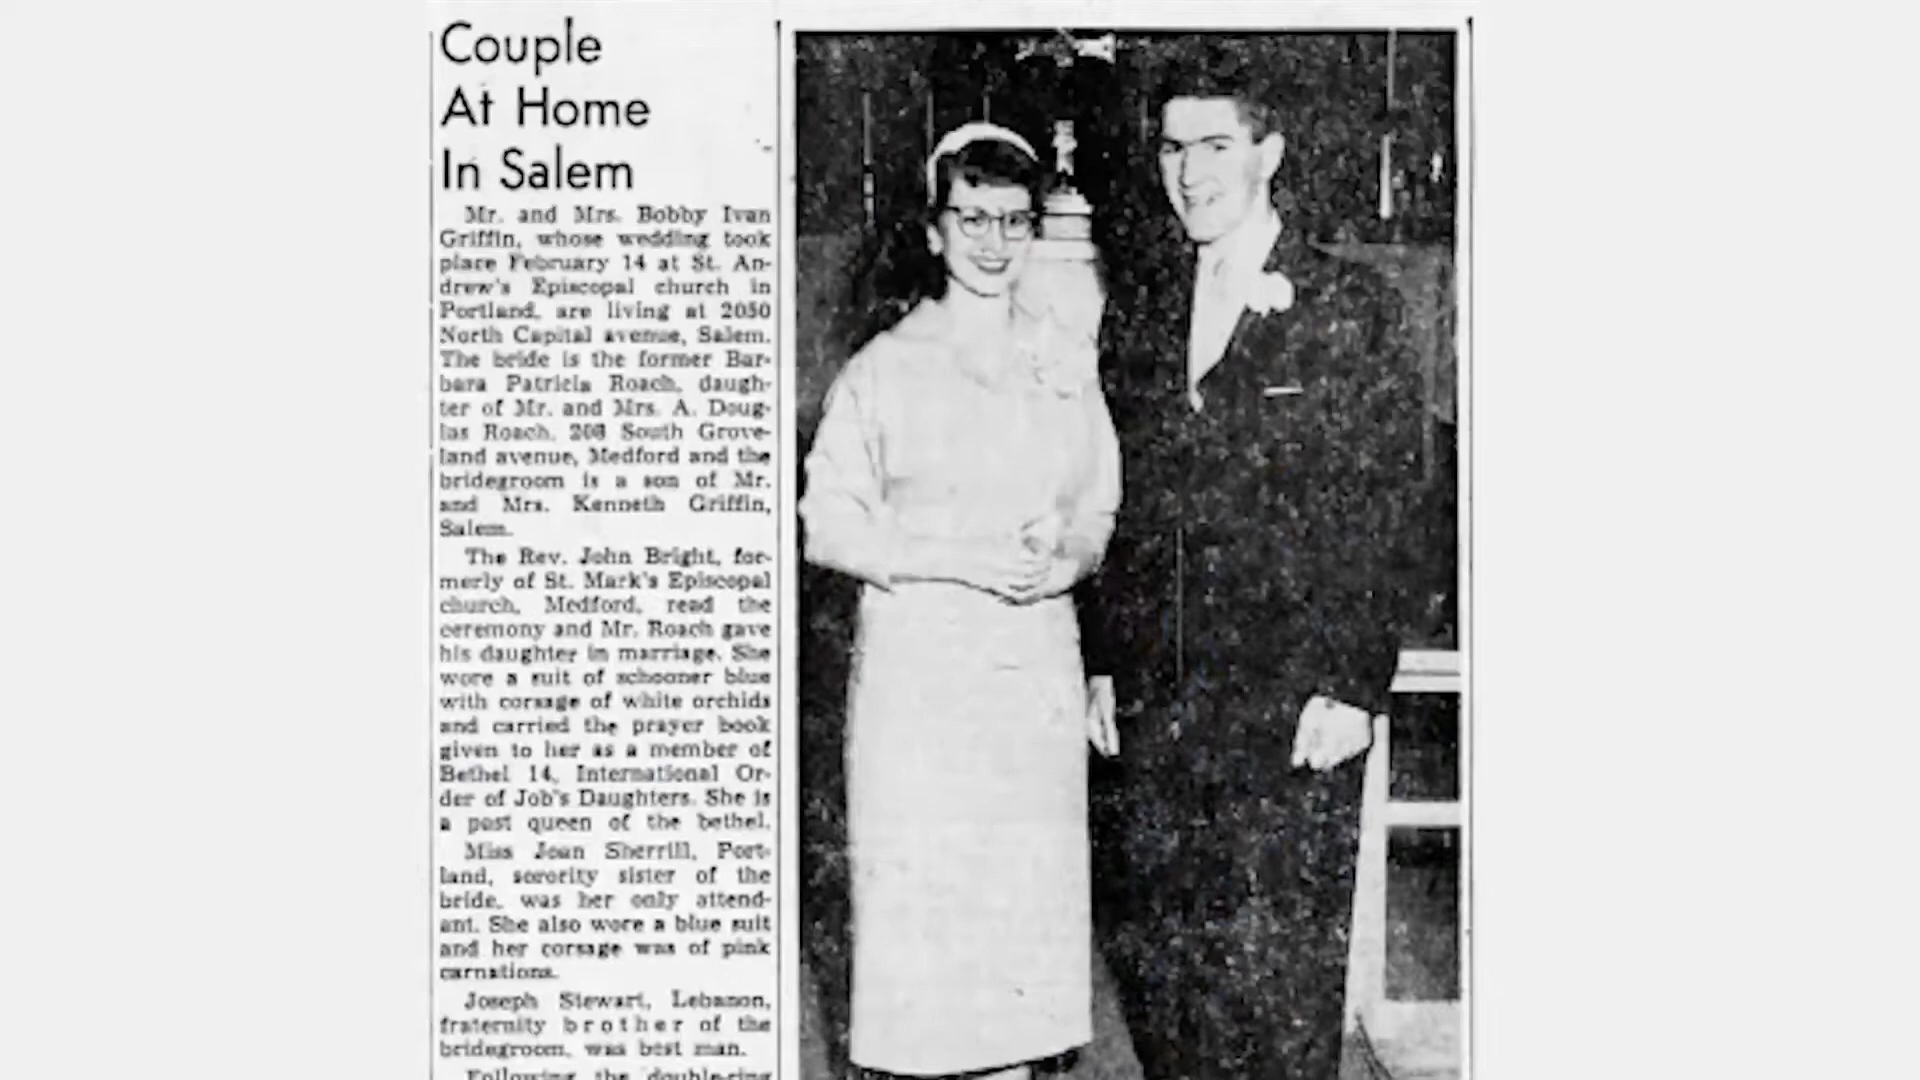 Couple
At Home
In Salem
Mr. and Mrs. Bobby Ivan
Griffin, whose wedding took
place February 14 at St. An-
drew's Episcopal church in
Portland, are living at 2050
North Capital avenue, Salem.
The bride is the former Bar-
bara Patricia Roach, daugh-
ter of Mr. and Mrs. A. Doug-
las Roach, 208 South Grove-
land avenue, Medford and the
bridegroom is a son of Mr.
and Mrs. Kenneth Griffin,
Salem.
The Rev. John Bright, for-
merly of St. Mark's Episcopal
church, Medford, read the
ceremony and Mr. Roach gave
his daughter in marriage. She
wore a suit of schooner blue
with corsage of white orchids
and carried the prayer book
given to her as a member of
Bethel 14, International Or-
der of Job's Daughters. She is
a past queen of the bethel.
Miss Joan Sherrill, Port-
land, sorority sister of the
bride, was her only attend-
ant. She also wore a blue suit
and her corsage was of pink
carnations.
Joseph Stewart, Lebanon,
fraternity brother of the
bridegroom, was best man.
Following the double-ring